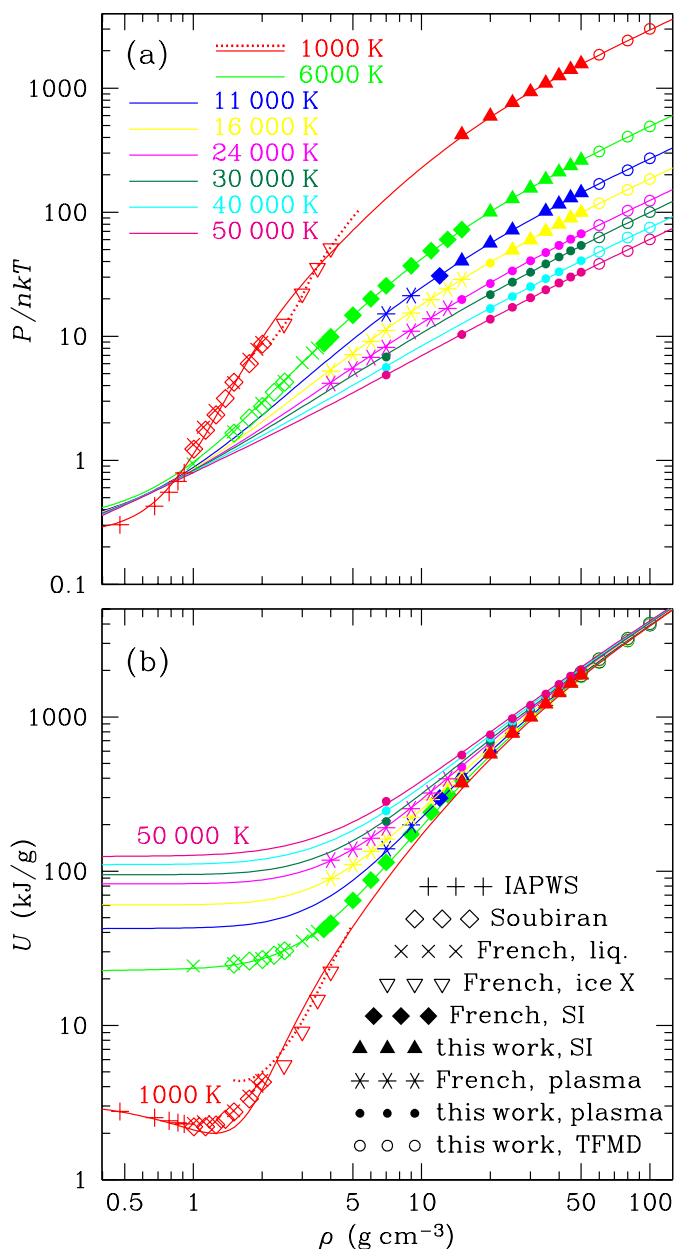 (a)
1000 K
6000 K
11 000 K
16 000 K
24 000 K
30 000 K
40 000 K
50 000 K
1000
100
10
1
0.1
P/nkT
(b)
1000
100
10
1
U (kJ/g)
50 000 K
1000 K
IAPWS
Soubiran
French, liq.
French, ice X
French, SI
this work, SI
French, plasma
this work, plasma
this work, TFMD
0.5 1 5 10 50 100
ρ (g cm⁻³)